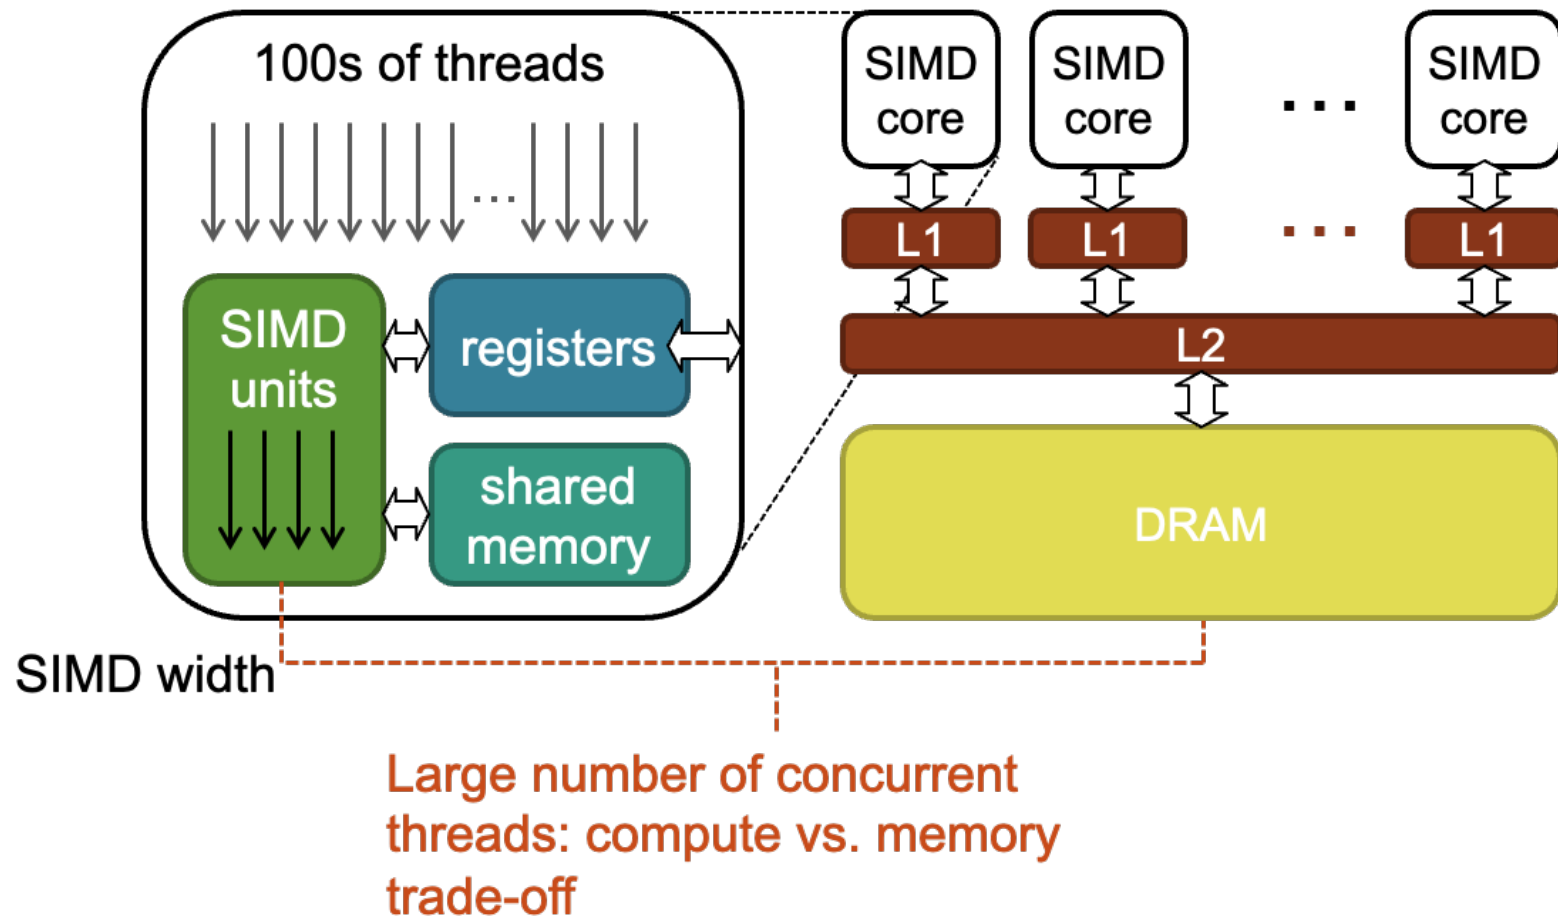 100s of threads
...
SIMD
units
registers
shared
memory
SIMD
core
SIMD
core
...
SIMD
core
L1
L1
...
L1
L2
DRAM
SIMD width
Large number of concurrent
threads: compute vs. memory
trade-off